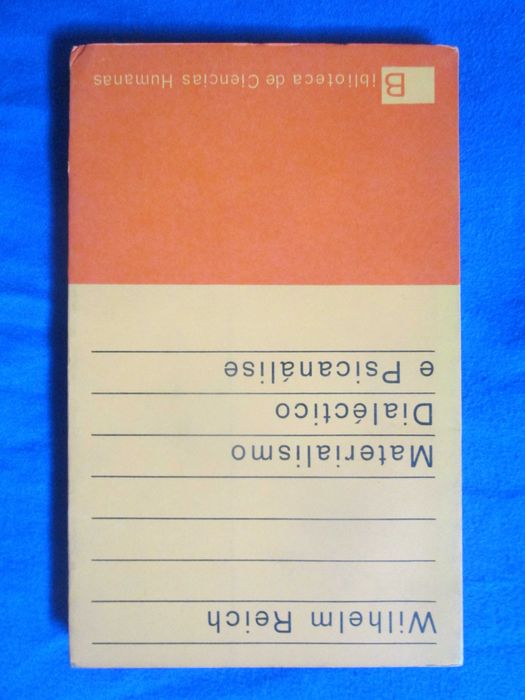 Wilhelm Reich
Materialismo
Dialéctico
e Psicanálise
Biblioteca de Ciencias Humanas